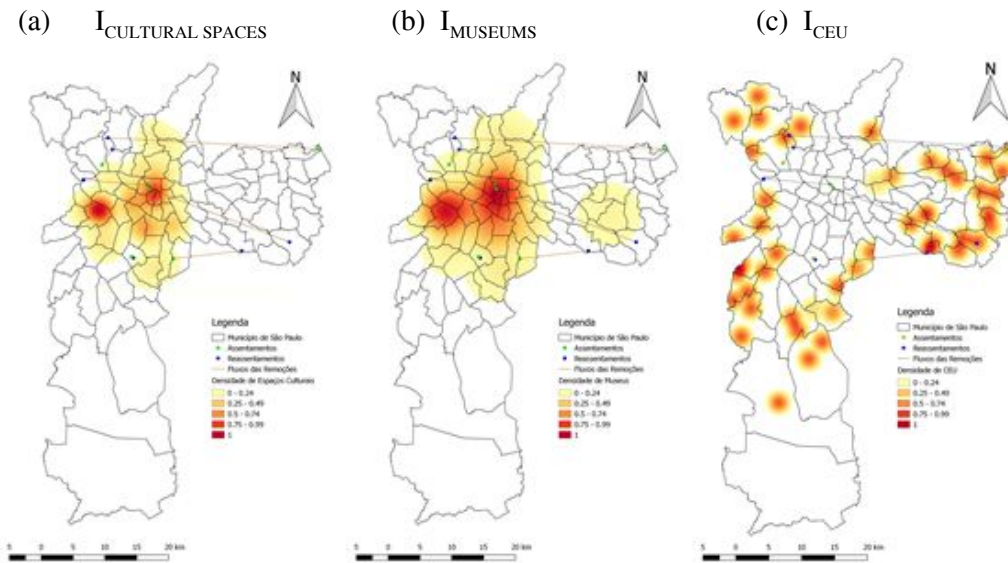 (a) I CULTURAL SPACES
(b) I MUSEUMS
(c) I CEU
N
N
N
Legenda
Município de São Paulo
Assentamentos
Reassentamentos
Fluxos das Remoções
Densidade de Espaços Culturais
0 - 0.24
0.25 - 0.49
0.5 - 0.74
0.75 - 0.99
1
Legenda
Município de São Paulo
Assentamentos
Reassentamentos
Fluxos das Remoções
Densidade de Museus
0 - 0.24
0.25 - 0.49
0.5 - 0.74
0.75 - 0.99
1
Legenda
Município de São Paulo
Assentamentos
Reassentamentos
Fluxos das Remoções
Densidade de CEU
0 - 0.24
0.25 - 0.49
0.5 - 0.74
0.75 - 0.99
1
5 0 5 10 15 20 km
5 0 5 10 15 20 km
5 0 5 10 15 20 km